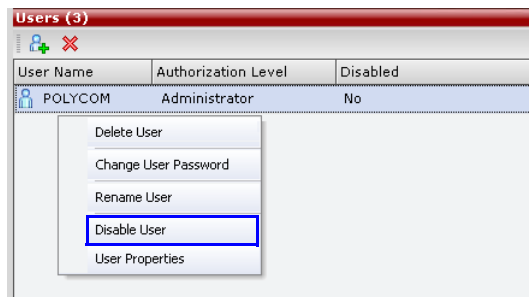 Users (3)
User Name Authorization Level Disabled
POLYCOM Administrator No
Delete User
Change User Password
Rename User
Disable User
User Properties